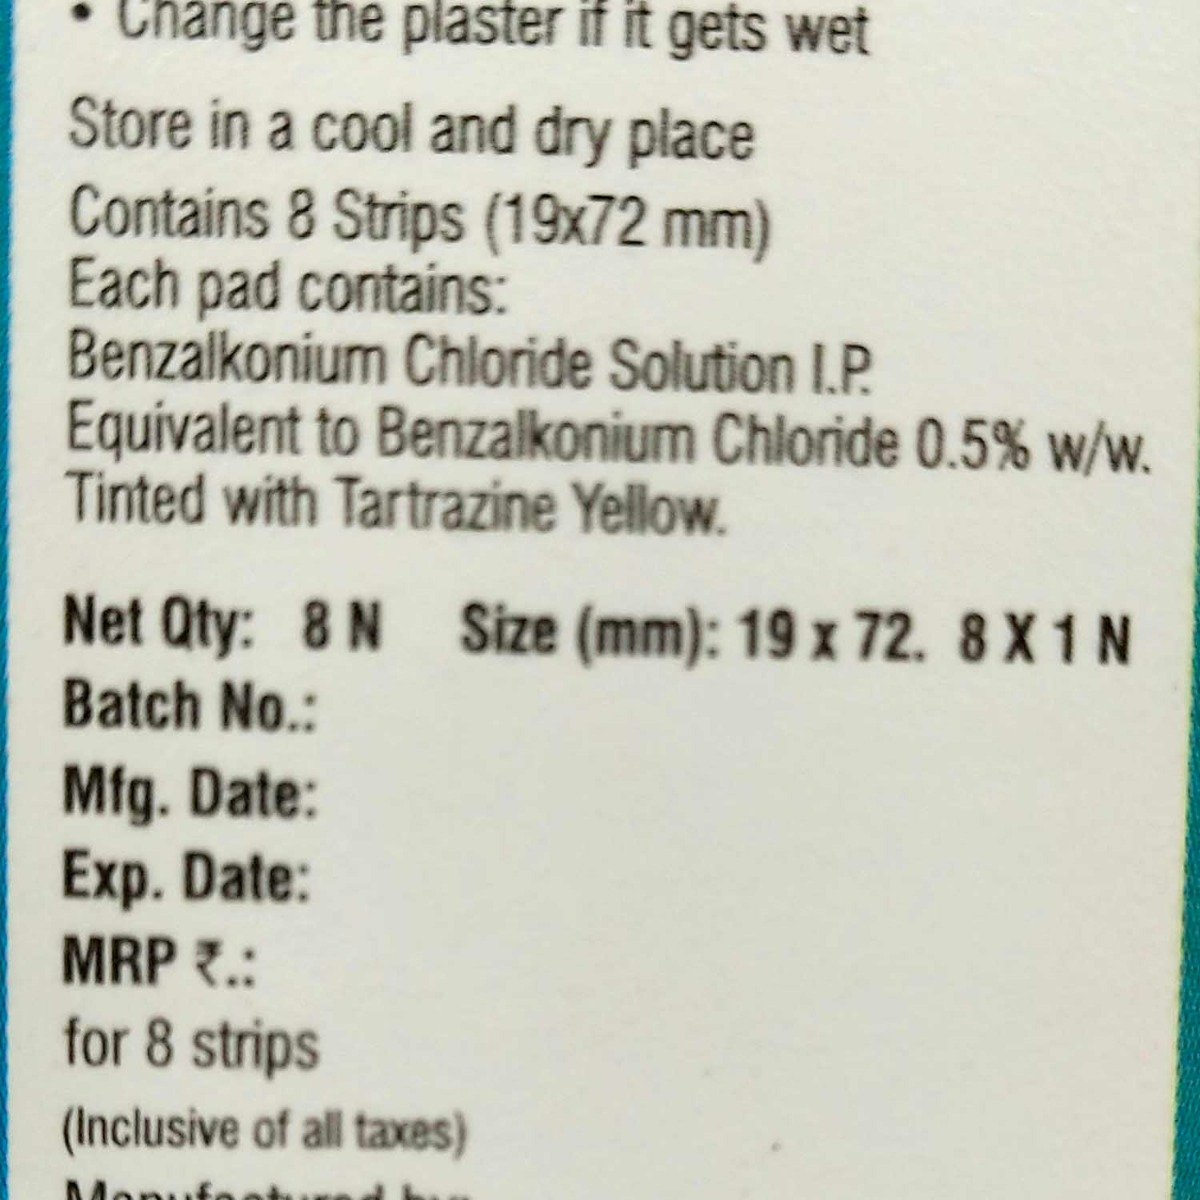 • Change the plaster if it gets wet
Store in a cool and dry place
Contains 8 Strips (19x72 mm)
Each pad contains:
Benzalkonium Chloride Solution I.P.
Equivalent to Benzalkonium Chloride 0.5% w/w.
Tinted with Tartrazine Yellow.
Net Qty: 8 N Size (mm): 19 x 72. 8 X 1 N
Batch No.:
Mfg. Date:
Exp. Date:
MRP ₹.:
for 8 strips
(Inclusive of all taxes)
Manufactured by: